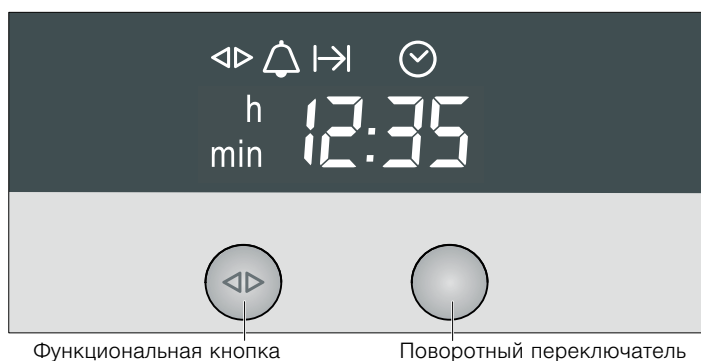 h
min 12:35
Функциональная кнопка Поворотный переключатель